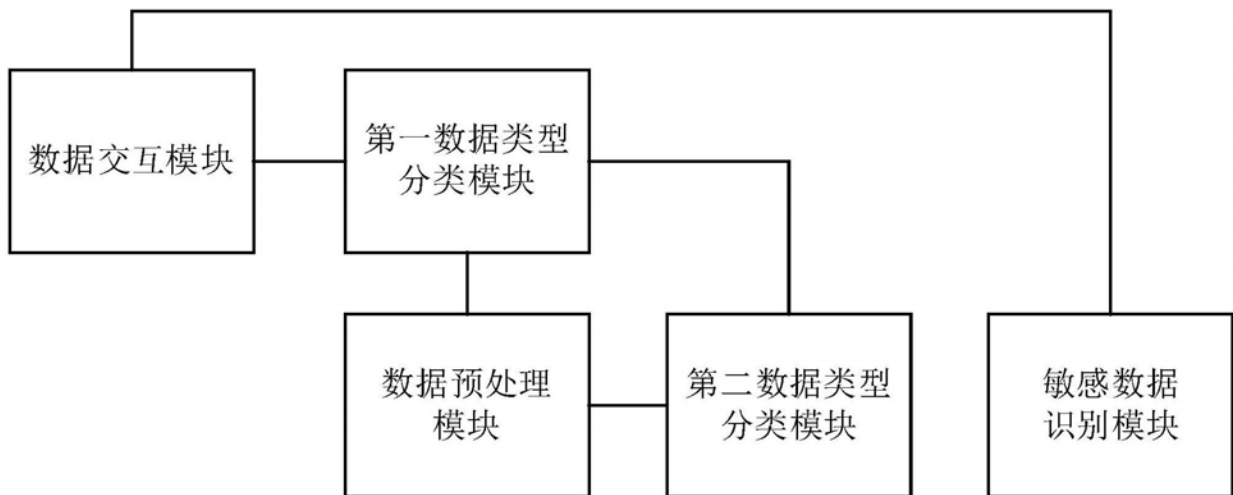 数据交互模块
第一数据类型
分类模块
数据预处理
模块
第二数据类型
分类模块
敏感数据
识别模块